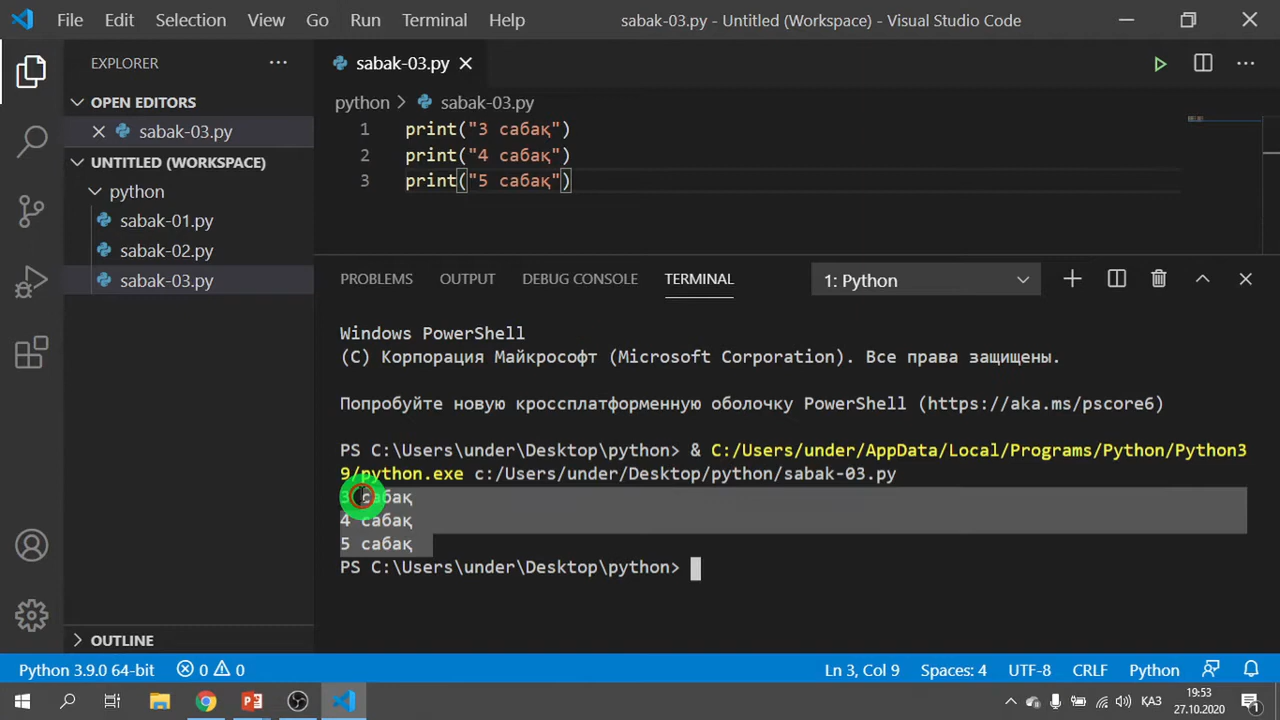 File Edit Selection View Go Run Terminal Help sabak-03.py - Untitled (Workspace) - Visual Studio Code
EXPLORER
OPEN EDITORS
sabak-03.py
UNTITLED (WORKSPACE)
python
sabak-01.py
sabak-02.py
sabak-03.py
OUTLINE
sabak-03.py
python > sabak-03.py
1 print("3 сабақ")
2 print("4 сабақ")
3 print("5 сабақ")
PROBLEMS OUTPUT DEBUG CONSOLE TERMINAL 1: Python
Windows PowerShell
(C) Корпорация Майкрософт (Microsoft Corporation). Все права защищены.
Попробуйте новую кроссплатформенную оболочку PowerShell (https://aka.ms/pscore6)
PS C:\Users\under\Desktop\python> & C:/Users/under/AppData/Local/Programs/Python/Python3
9/python.exe c:/Users/under/Desktop/python/sabak-03.py
3 сабақ
4 сабақ
5 сабақ
PS C:\Users\under\Desktop\python>
Python 3.9.0 64-bit 0 0 Ln 3, Col 9 Spaces: 4 UTF-8 CRLF Python
ҚАЗ 19:53
27.10.2020 1